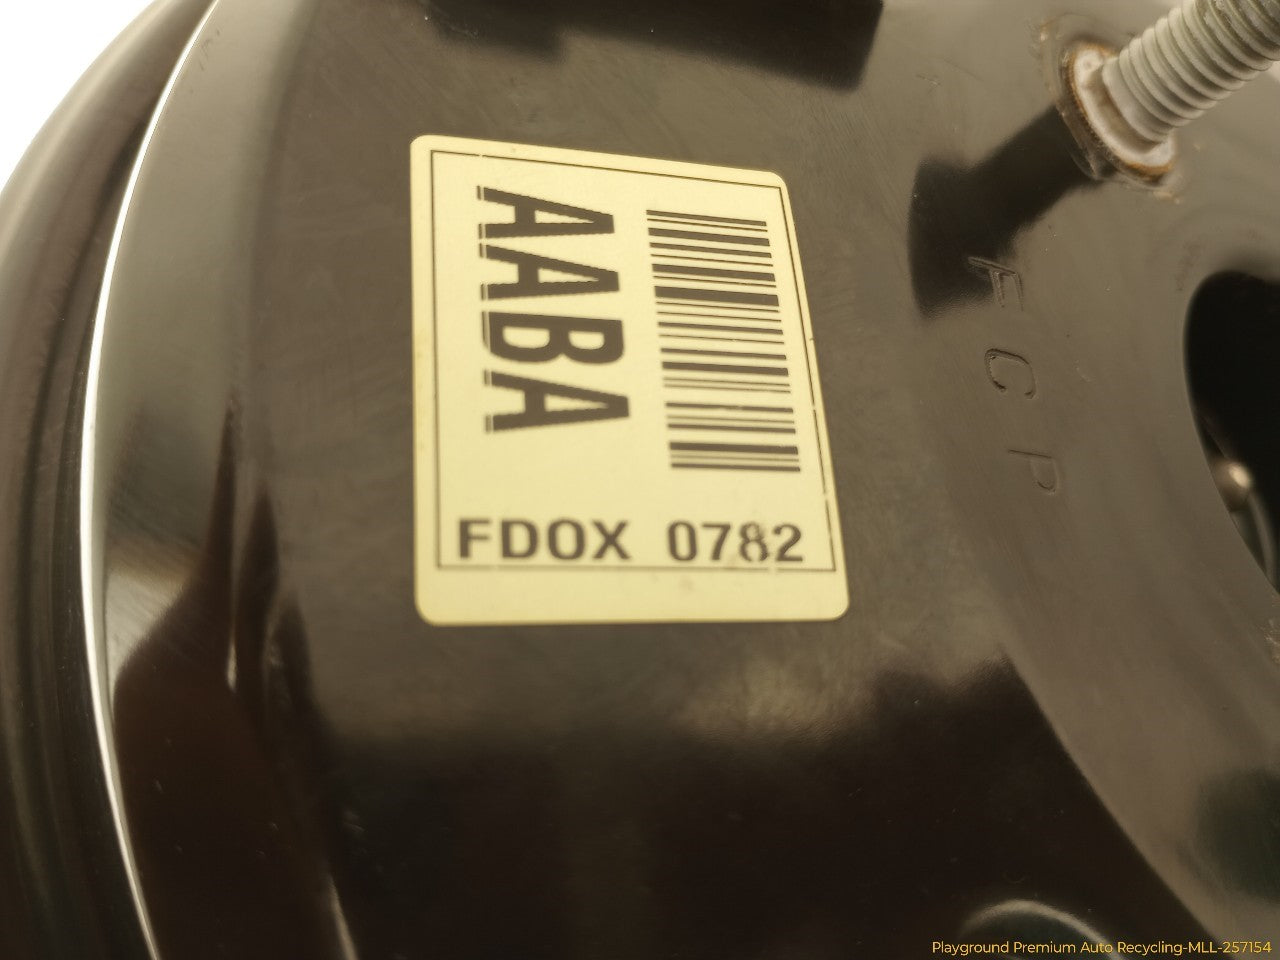 AABA
FDOX 0782
FCP
Playground Premium Auto Recycling-MLL-257154